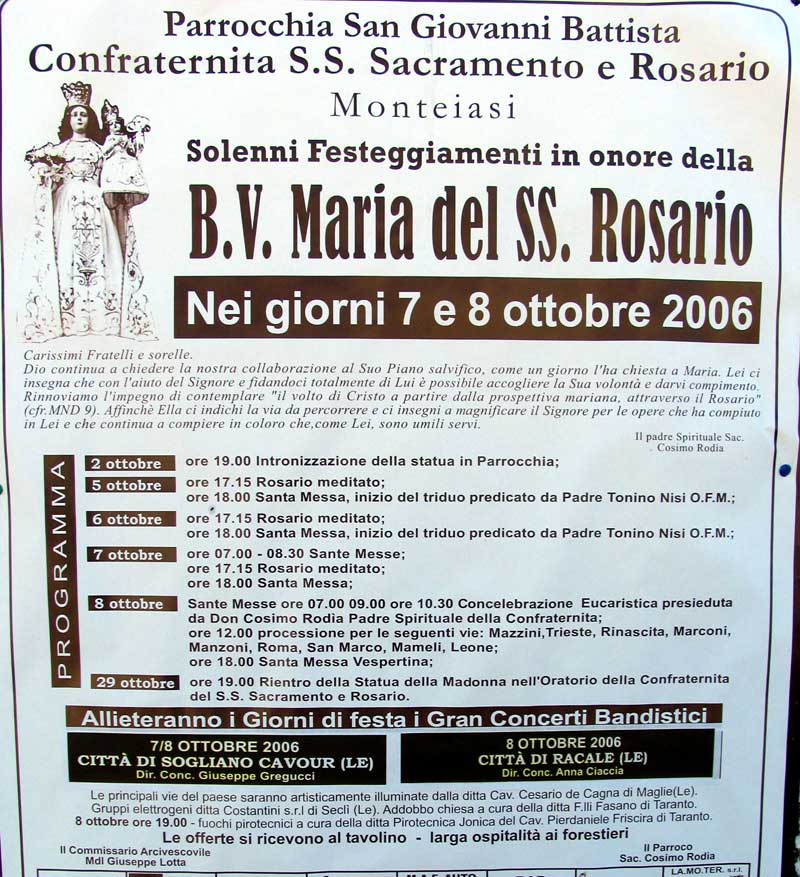 Parrocchia San Giovanni Battista
Confraternita S.S. Sacramento e Rosario
Monteiasi
Solenni Festeggiamenti in onore della
B.V. Maria del SS. Rosario
Nei giorni 7 e 8 ottobre 2006
Carissimi Fratelli e sorelle.
Dio continua a chiedere la nostra collaborazione al Suo Piano salvifico, come un giorno l'ha chiesta a Maria. Lei ci
insegna che con l'aiuto del Signore e fidandoci totalmente di Lui è possibile accogliere la Sua volontà e darvi compimento.
Rinnoviamo l'impegno di contemplare "il volto di Cristo a partire dalla prospettiva mariana, attraverso il Rosario"
(cfr.MND 9). Affinchè Ella ci indichi la via da percorrere e ci insegni a magnificare il Signore per le opere che ha compiuto
in Lei e che continua a compiere in coloro che,come Lei, sono umili servi.
Il padre Spirituale Sac.
Cosimo Rodia
PROGRAMMA
2 ottobre ore 19.00 Intronizzazione della statua in Parrocchia;
5 ottobre ore 17.15 Rosario meditato;
ore 18.00 Santa Messa, inizio del triduo predicato da Padre Tonino Nisi O.F.M.;
6 ottobre ore 17.15 Rosario meditato;
ore 18.00 Santa Messa, inizio del triduo predicato da Padre Tonino Nisi O.F.M.;
7 ottobre ore 07.00 - 08.30 Sante Messe;
ore 17.15 Rosario meditato;
ore 18.00 Santa Messa;
8 ottobre Sante Messe ore 07.00 09.00 ore 10.30 Concelebrazione Eucaristica presieduta
da Don Cosimo Rodia Padre Spirituale della Confraternita;
ore 12.00 processione per le seguenti vie: Mazzini,Trieste, Rinascita, Marconi,
Manzoni, Roma, San Marco, Mameli, Leone;
ore 18.00 Santa Messa Vespertina;
29 ottobre ore 19.00 Rientro della Statua della Madonna nell'Oratorio della Confraternita
del S.S. Sacramento e Rosario.
Allieteranno i Giorni di festa i Gran Concerti Bandistici
7/8 OTTOBRE 2006
CITTÀ DI SOGLIANO CAVOUR (LE)
Dir. Conc. Giuseppe Gregucci
8 OTTOBRE 2006
CITTÀ DI RACALE (LE)
Dir. Conc. Anna Ciaccia
Le principali vie del paese saranno artisticamente illuminate dalla ditta Cav. Cesario de Cagna di Maglie(Le).
Gruppi elettrogeni ditta Costantini s.r.l di Secli (Le). Addobbo chiesa a cura della ditta F.lli Fasano di Taranto.
8 ottobre ore 19.00 - fuochi pirotecnici a cura della ditta Pirotecnica Jonica del Cav. Pierdaniele Friscira di Taranto.
Le offerte si ricevono al tavolino - larga ospitalità ai forestieri
Il Commissario Arcivescovile
Mdl Giuseppe Lotta
Il Parroco
Sac. Cosimo Rodia
LA.MO.TER. s.r.l.